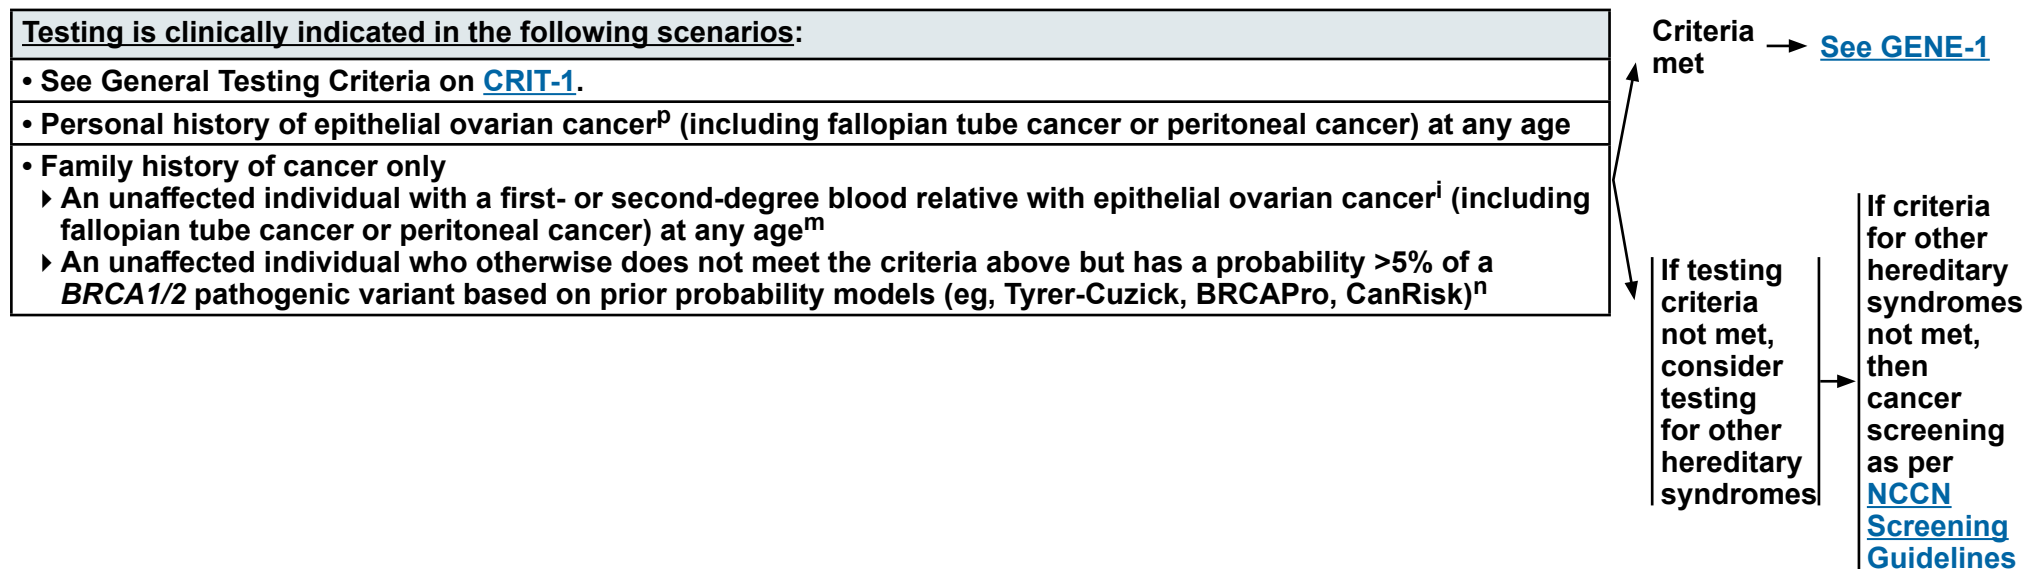 Testing is clinically indicated in the following scenarios:
• See General Testing Criteria on CRIT-1.
• Personal history of epithelial ovarian cancerp (including fallopian tube cancer or peritoneal cancer) at any age
• Family history of cancer only
▸ An unaffected individual with a first- or second-degree blood relative with epithelial ovarian canceri (including
fallopian tube cancer or peritoneal cancer) at any agem
▸ An unaffected individual who otherwise does not meet the criteria above but has a probability >5% of a
BRCA1/2 pathogenic variant based on prior probability models (eg, Tyrer-Cuzick, BRCAPro, CanRisk)n
Criteria
met
See GENE-1
If testing
criteria
not met,
consider
testing
for other
hereditary
syndromes
If criteria
for other
hereditary
syndromes
not met,
then
cancer
screening
as per
NCCN
Screening
Guidelines